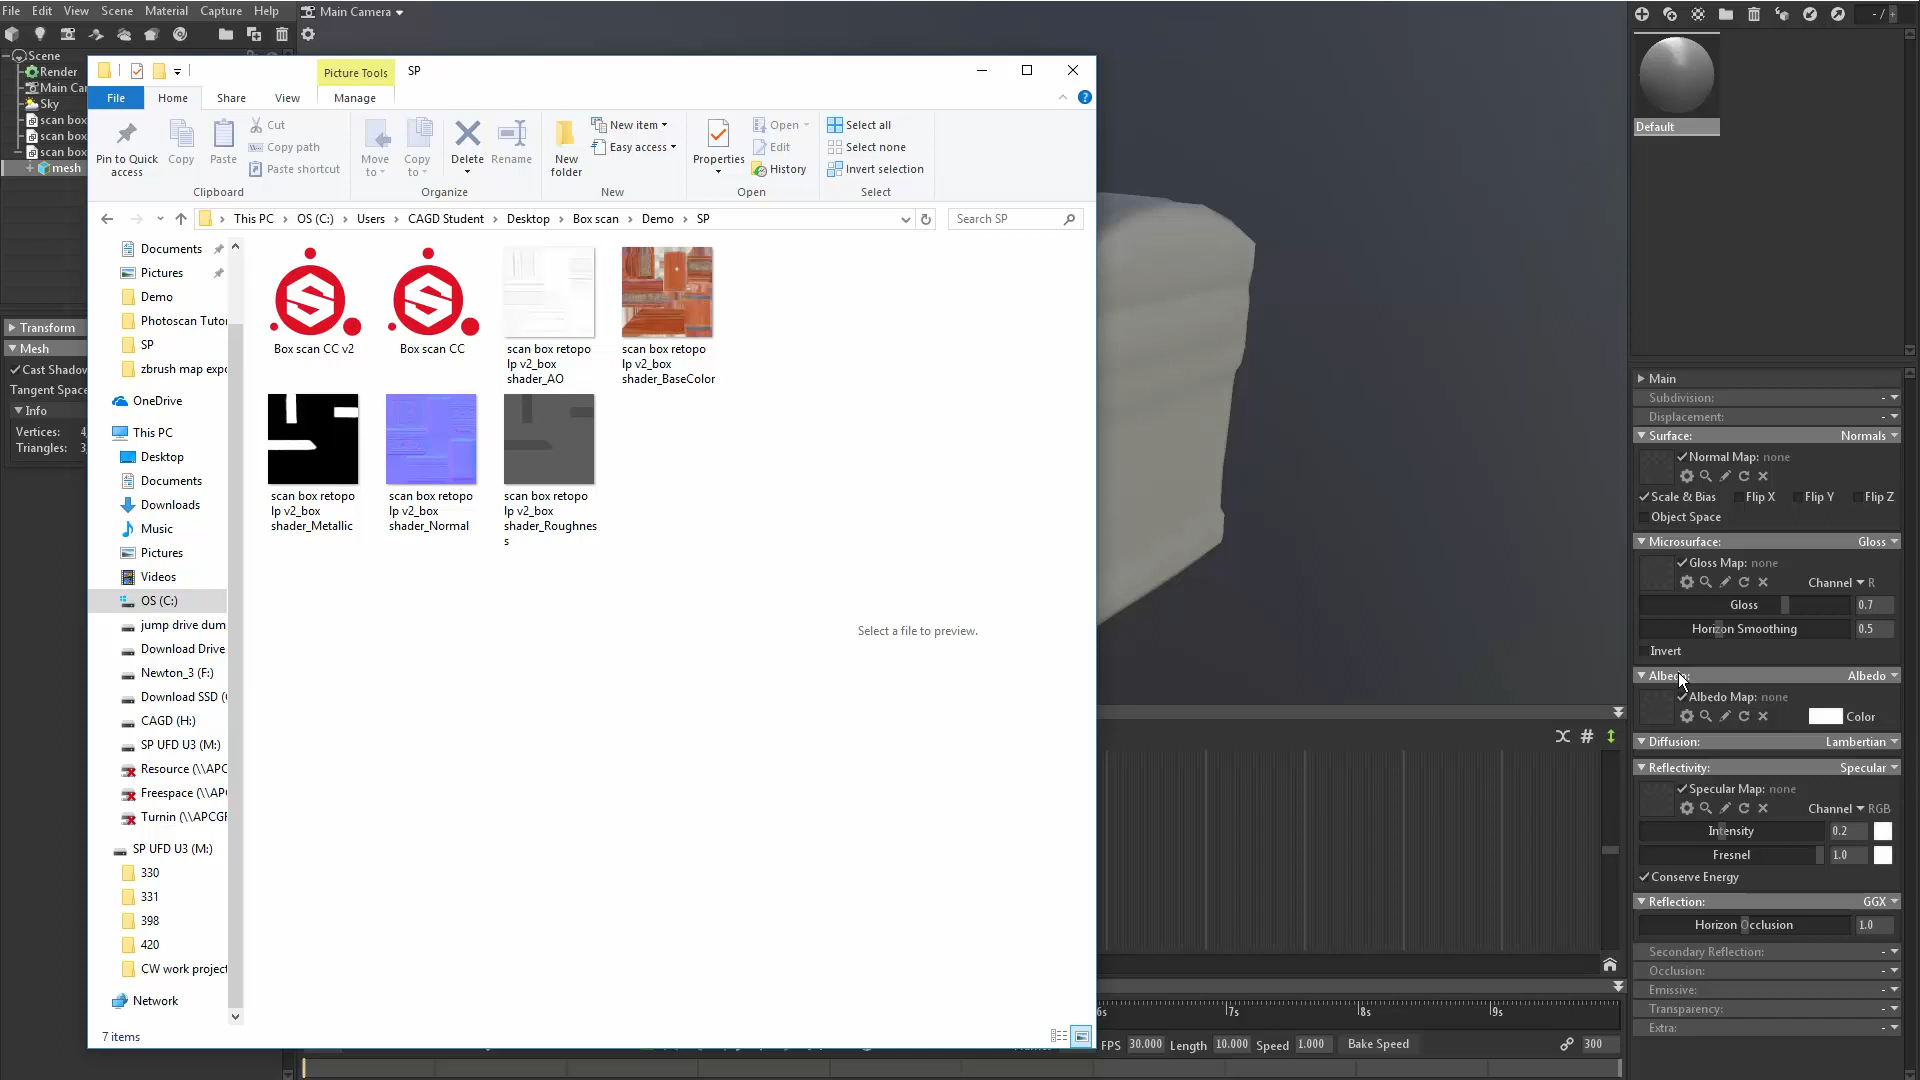 File Edit View Scene Material Capture Help
Main Camera
- / +
Scene
Render
Main Ca
Sky
scan box
scan box
scan box
mesh
Transform
Mesh
Cast Shadow
Tangent Space
Info
Vertices: 4
Triangles: 3
Picture Tools
SP
File Home Share View Manage
Pin to Quick access
Copy
Paste
Cut
Copy path
Paste shortcut
Clipboard
Move to
Copy to
Delete
Rename
Organize
New folder
New item
Easy access
New
Properties
Open
Edit
History
Open
Select all
Select none
Invert selection
Select
This PC > OS (C:) > Users > CAGD Student > Desktop > Box scan > Demo > SP
Search SP
Documents
Pictures
Demo
Photoscan Tutor
SP
zbrush map expo
OneDrive
This PC
Desktop
Documents
Downloads
Music
Pictures
Videos
OS (C:)
jump drive dum
Download Drive
Newton_3 (F:)
Download SSD (
CAGD (H:)
SP UFD U3 (M:)
Resource (\\APC
Freespace (\\AP
Turnin (\\APCGF
SP UFD U3 (M:)
330
331
398
420
CW work project
Network
Box scan CC v2
Box scan CC
scan box retopo
lp v2_box
shader_AO
scan box retopo
lp v2_box
shader_BaseColor
scan box retopo
lp v2_box
shader_Metallic
scan box retopo
lp v2_box
shader_Normal
scan box retopo
lp v2_box
shader_Roughnes
s
Select a file to preview.
7 items
Default
Main
Subdivision: -
Displacement: -
Surface: Normals
Normal Map: none
Scale & Bias Flip X Flip Y Flip Z
Object Space
Microsurface: Gloss
Gloss Map: none
Channel R
Gloss 0.7
Horizon Smoothing 0.5
Invert
Albedo: Albedo
Albedo Map: none
Color
Diffusion: Lambertian
Reflectivity: Specular
Specular Map: none
Channel RGB
Intensity 0.2
Fresnel 1.0
Conserve Energy
Reflection: GGX
Horizon Occlusion 1.0
Secondary Reflection: -
Occlusion: -
Emissive: -
Transparency: -
Extra: -
6s 7s 8s 9s
FPS 30.000 Length 10.000 Speed 1.000 Bake Speed 300